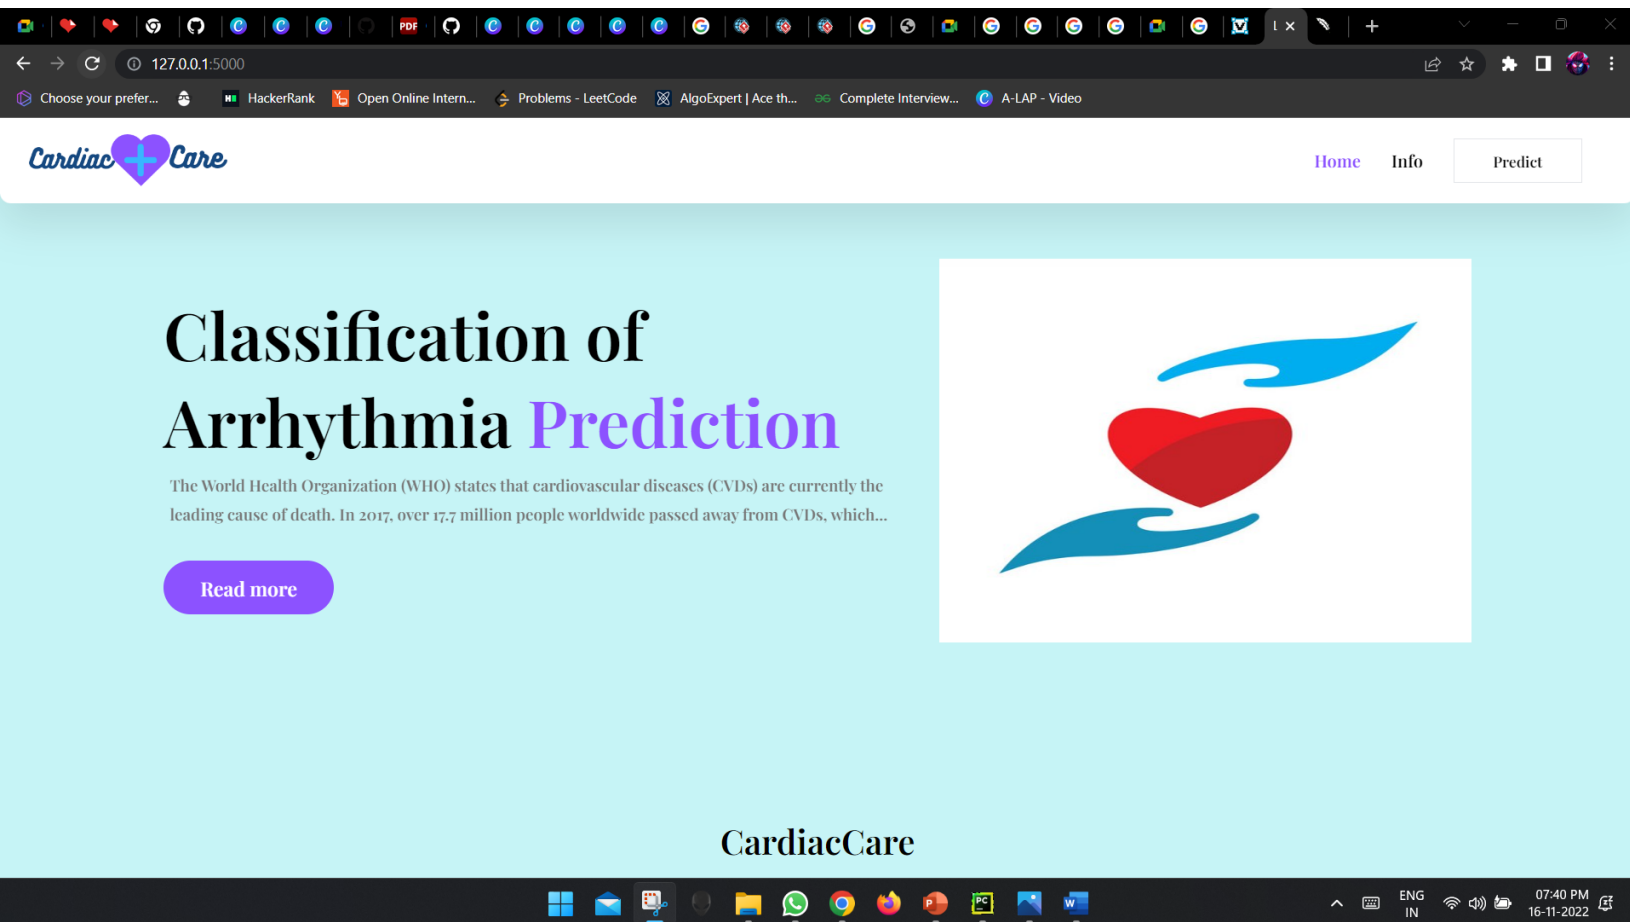 PDF
L
127.0.0.1:5000
Choose your prefer...
HackerRank
Open Online Intern...
Problems - LeetCode
AlgoExpert | Ace th...
Complete Interview...
A-LAP - Video
Cardiac Care
Home
Info
Predict
Classification of
Arrhythmia Prediction
The World Health Organization (WHO) states that cardiovascular diseases (CVDs) are currently the
leading cause of death. In 2017, over 17.7 million people worldwide passed away from CVDs, which...
Read more
CardiacCare
ENG
IN
07:40 PM
16-11-2022